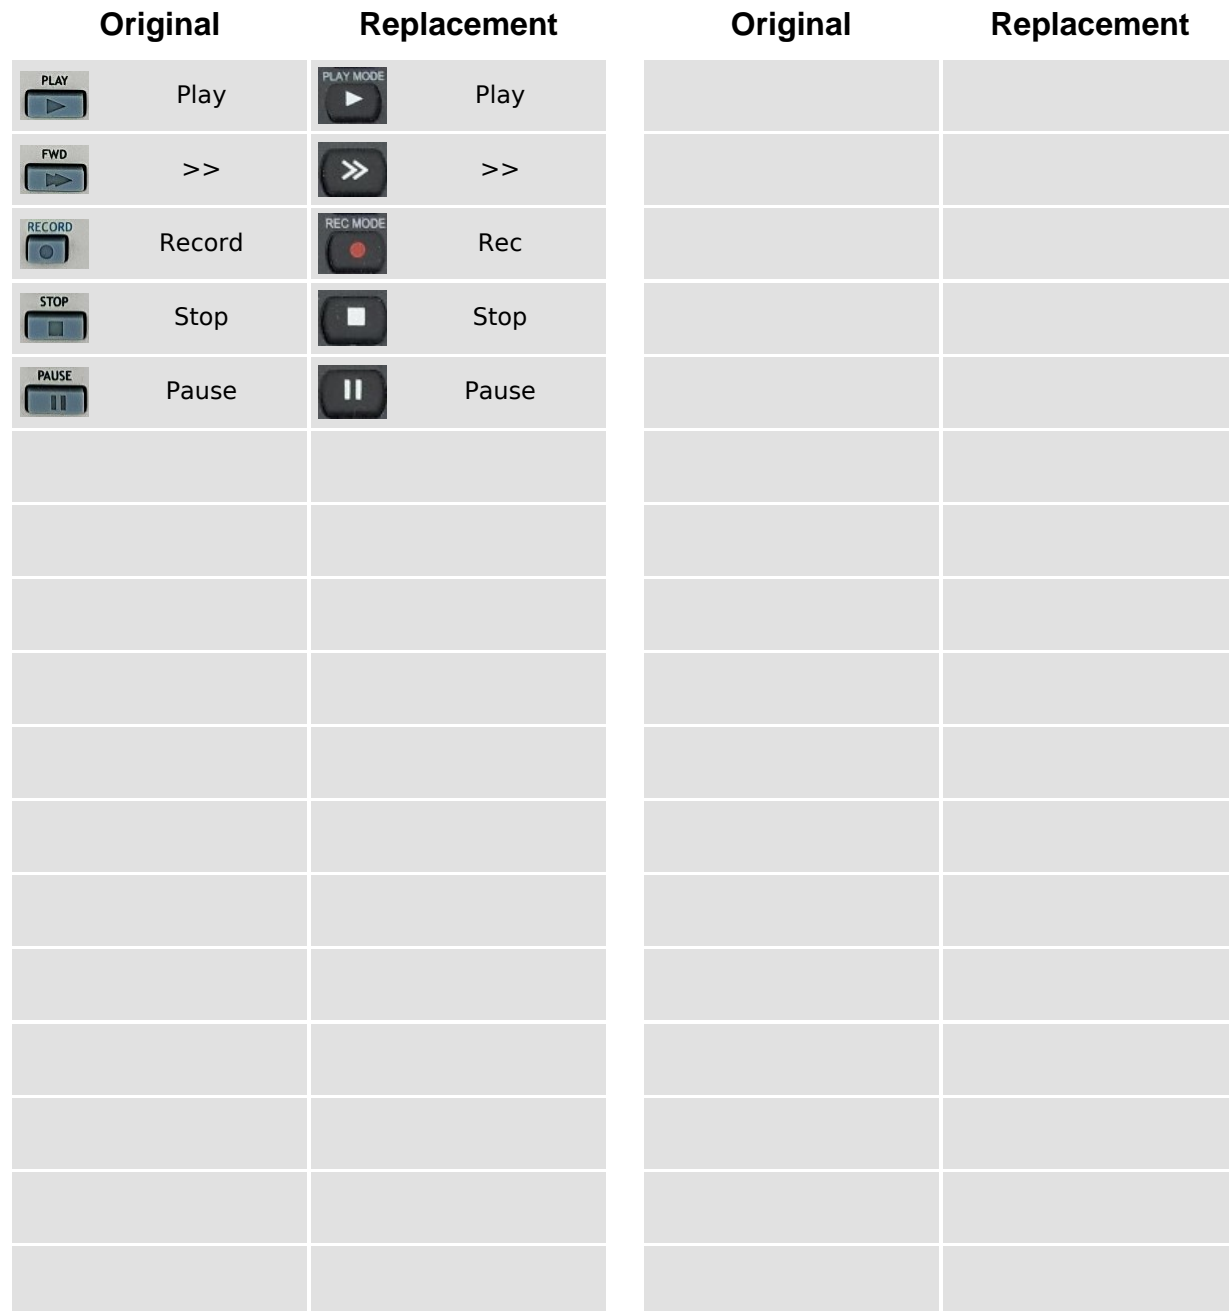 Original Replacement Original Replacement
PLAY Play PLAY MODE Play
FWD >> >>
RECORD Record REC MODE Rec
STOP Stop Stop
PAUSE Pause Pause